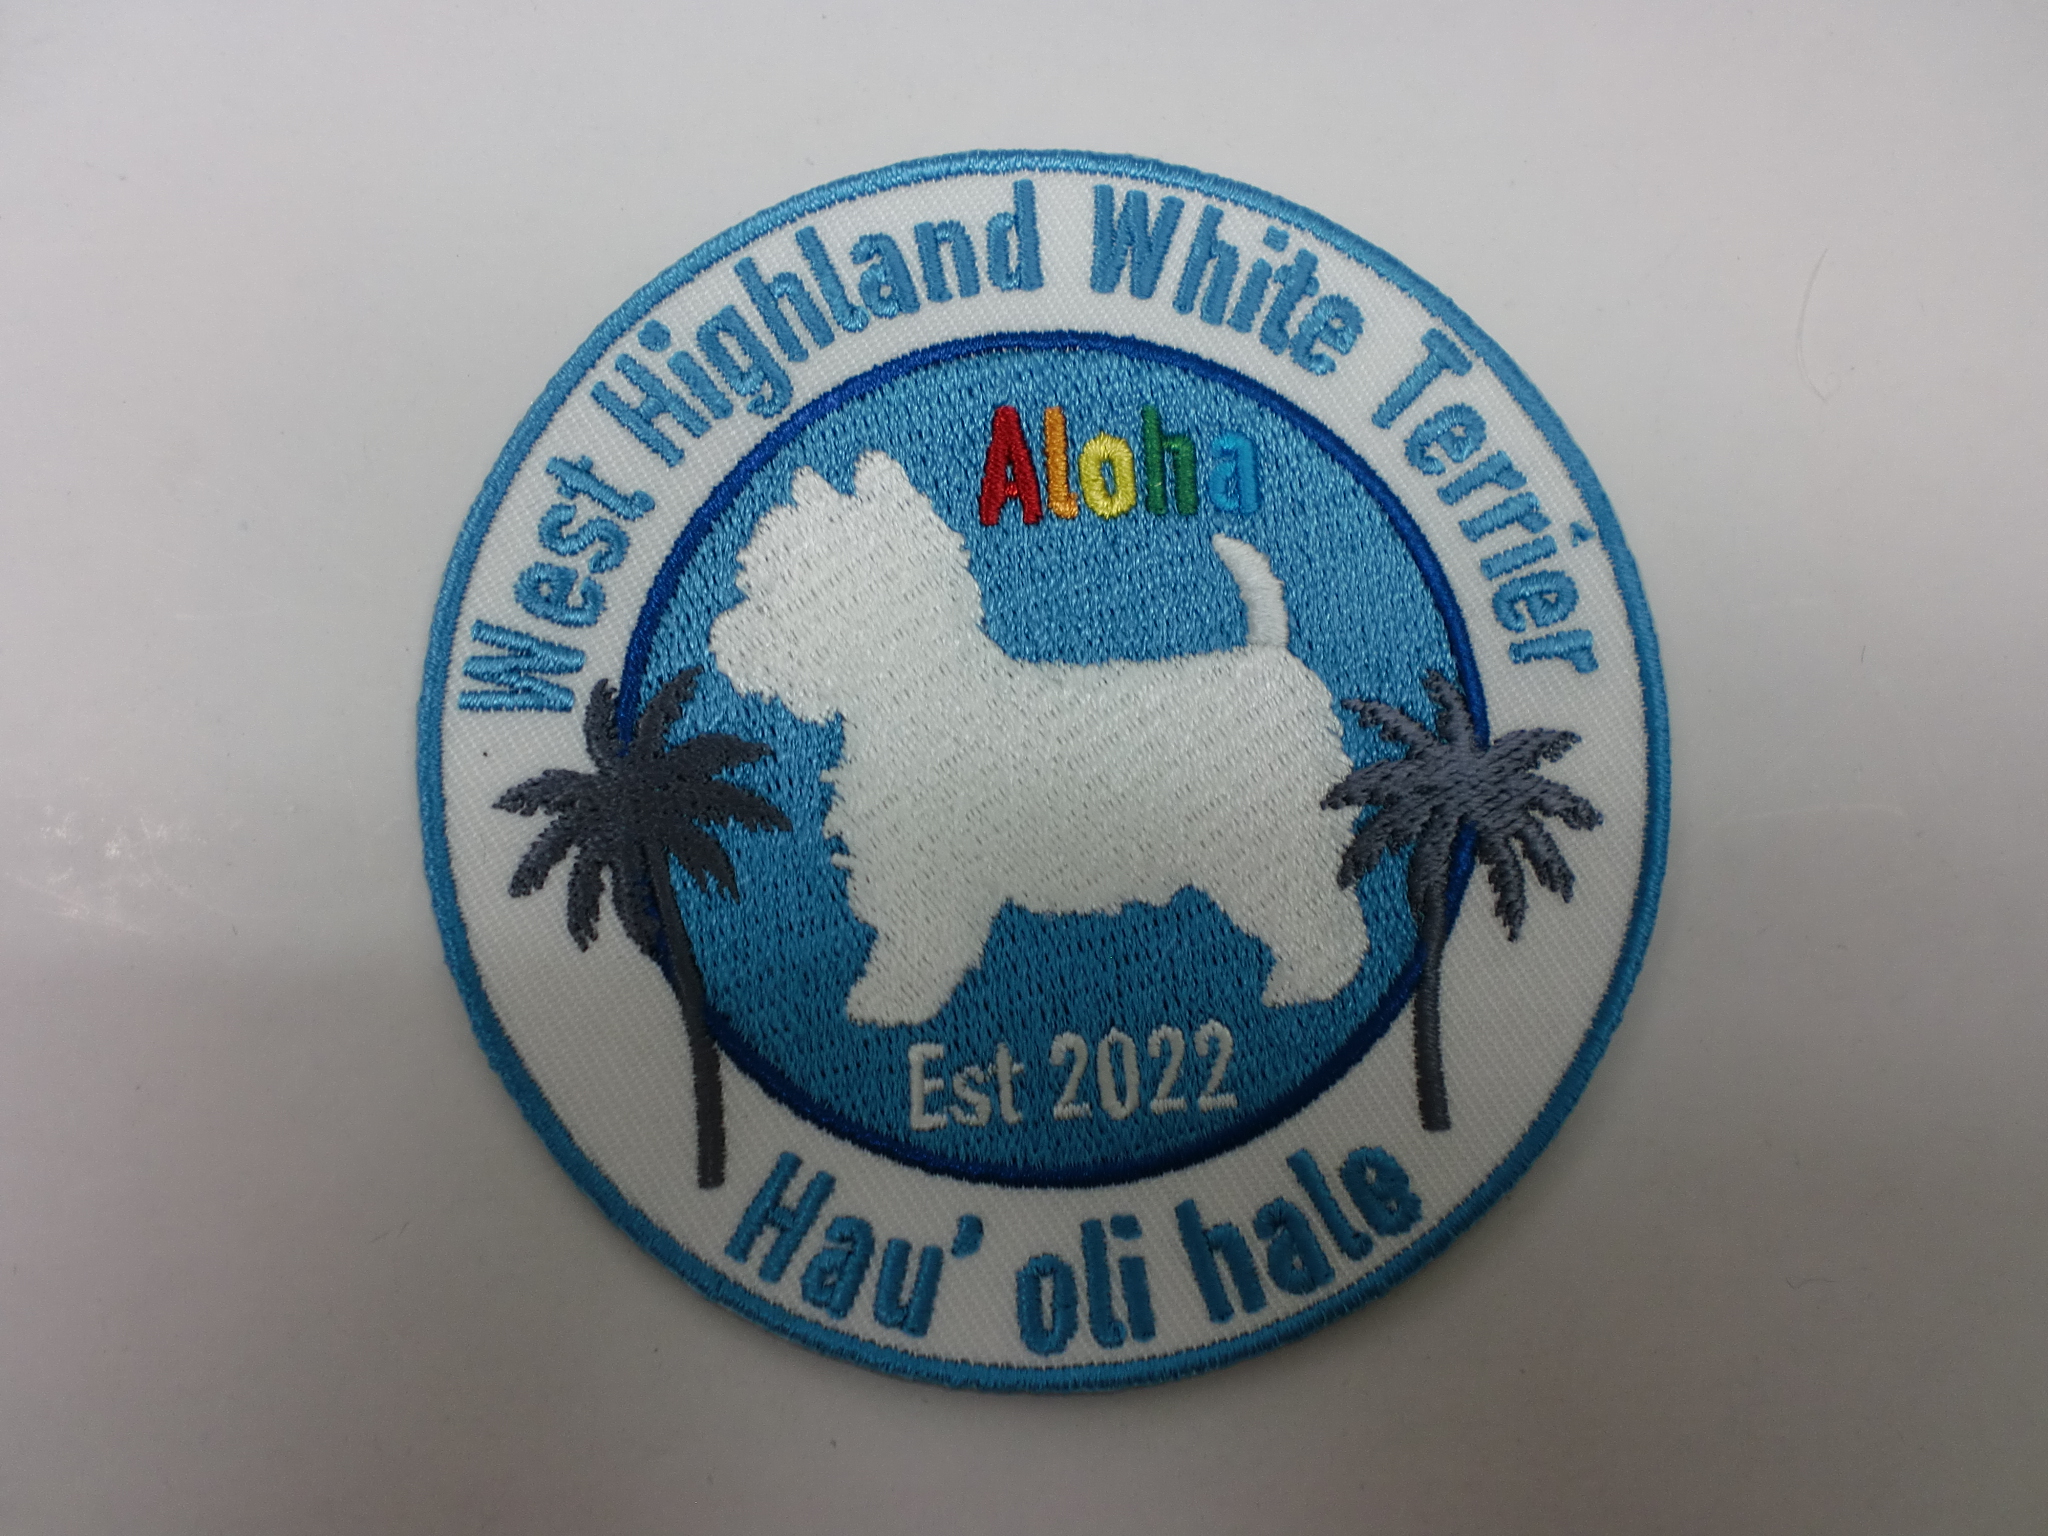 West Highland White Terrier
Aloha
Est 2022
Hau' oli hale